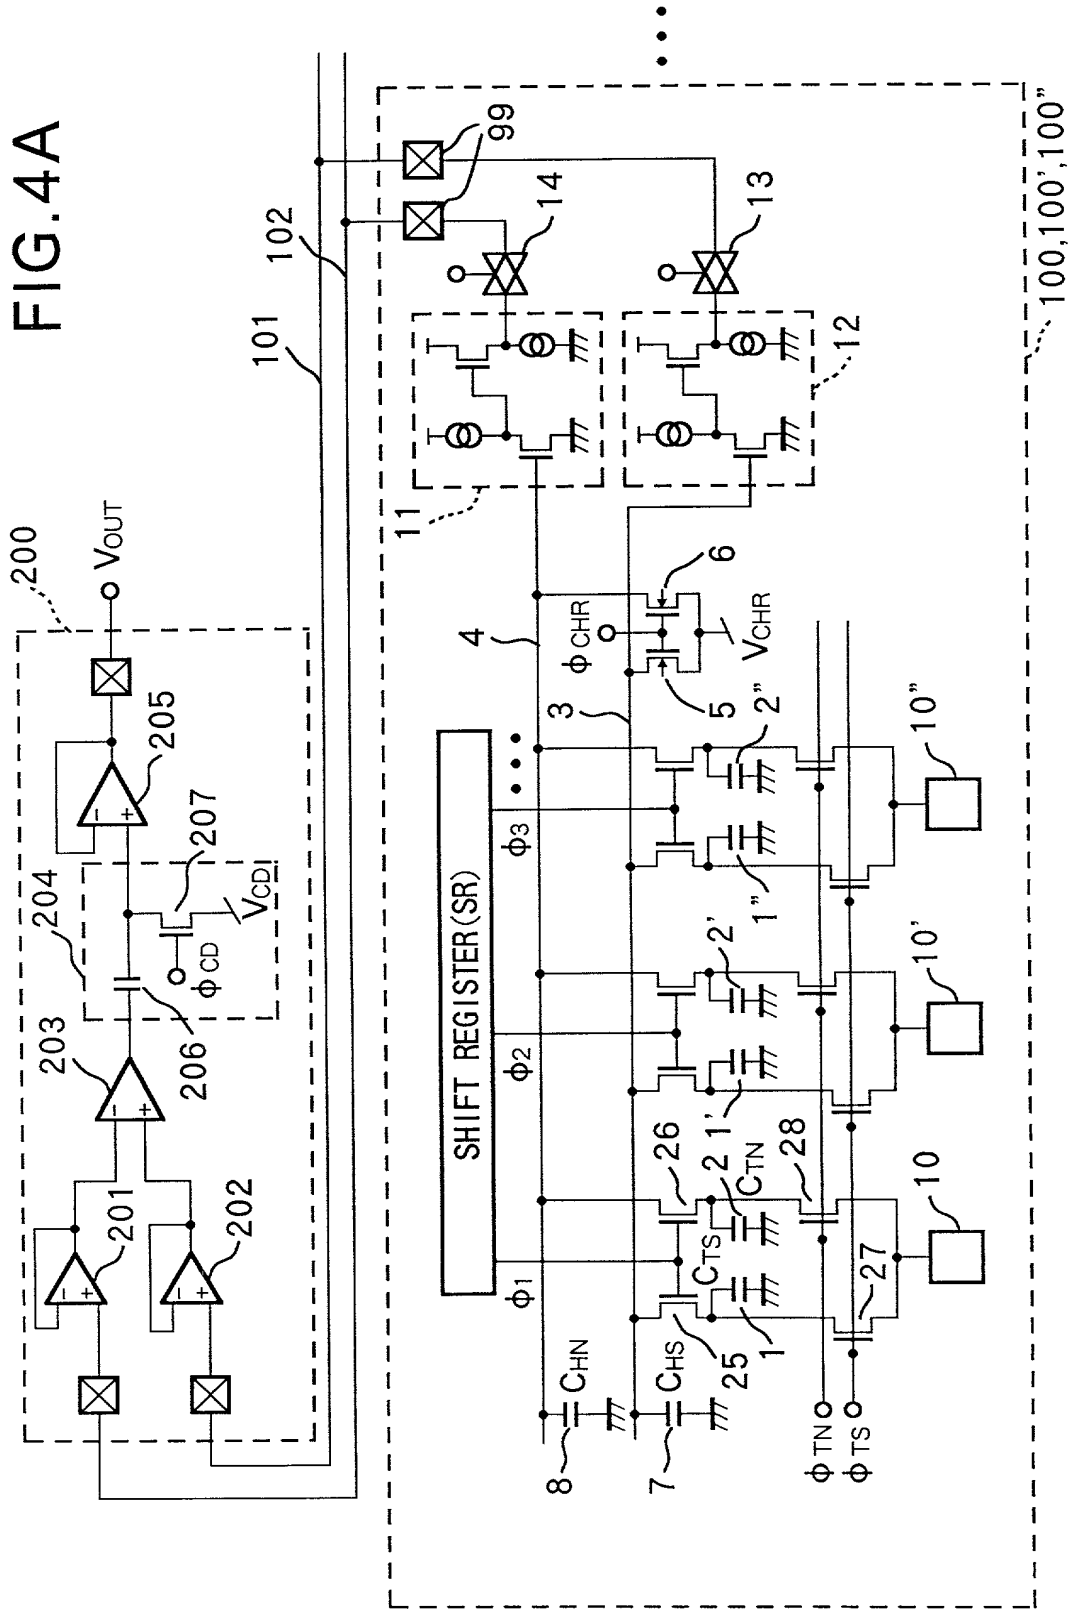 FIG.4A
200
VOUT
205
204
207
203
VCDI
ϕCD
206
201
202
101
102
99
14
13
11
12
4
6
ϕCHR
VCHR
3
5
SHIFT REGISTER(SR)
ϕ1
ϕ2
ϕ3
26
CTN
2
28
CTS
1
27
25
1'
2'
1"
2"
10
10'
10"
CHN
8
CHS
7
ϕTN
ϕTS
100,100',100"